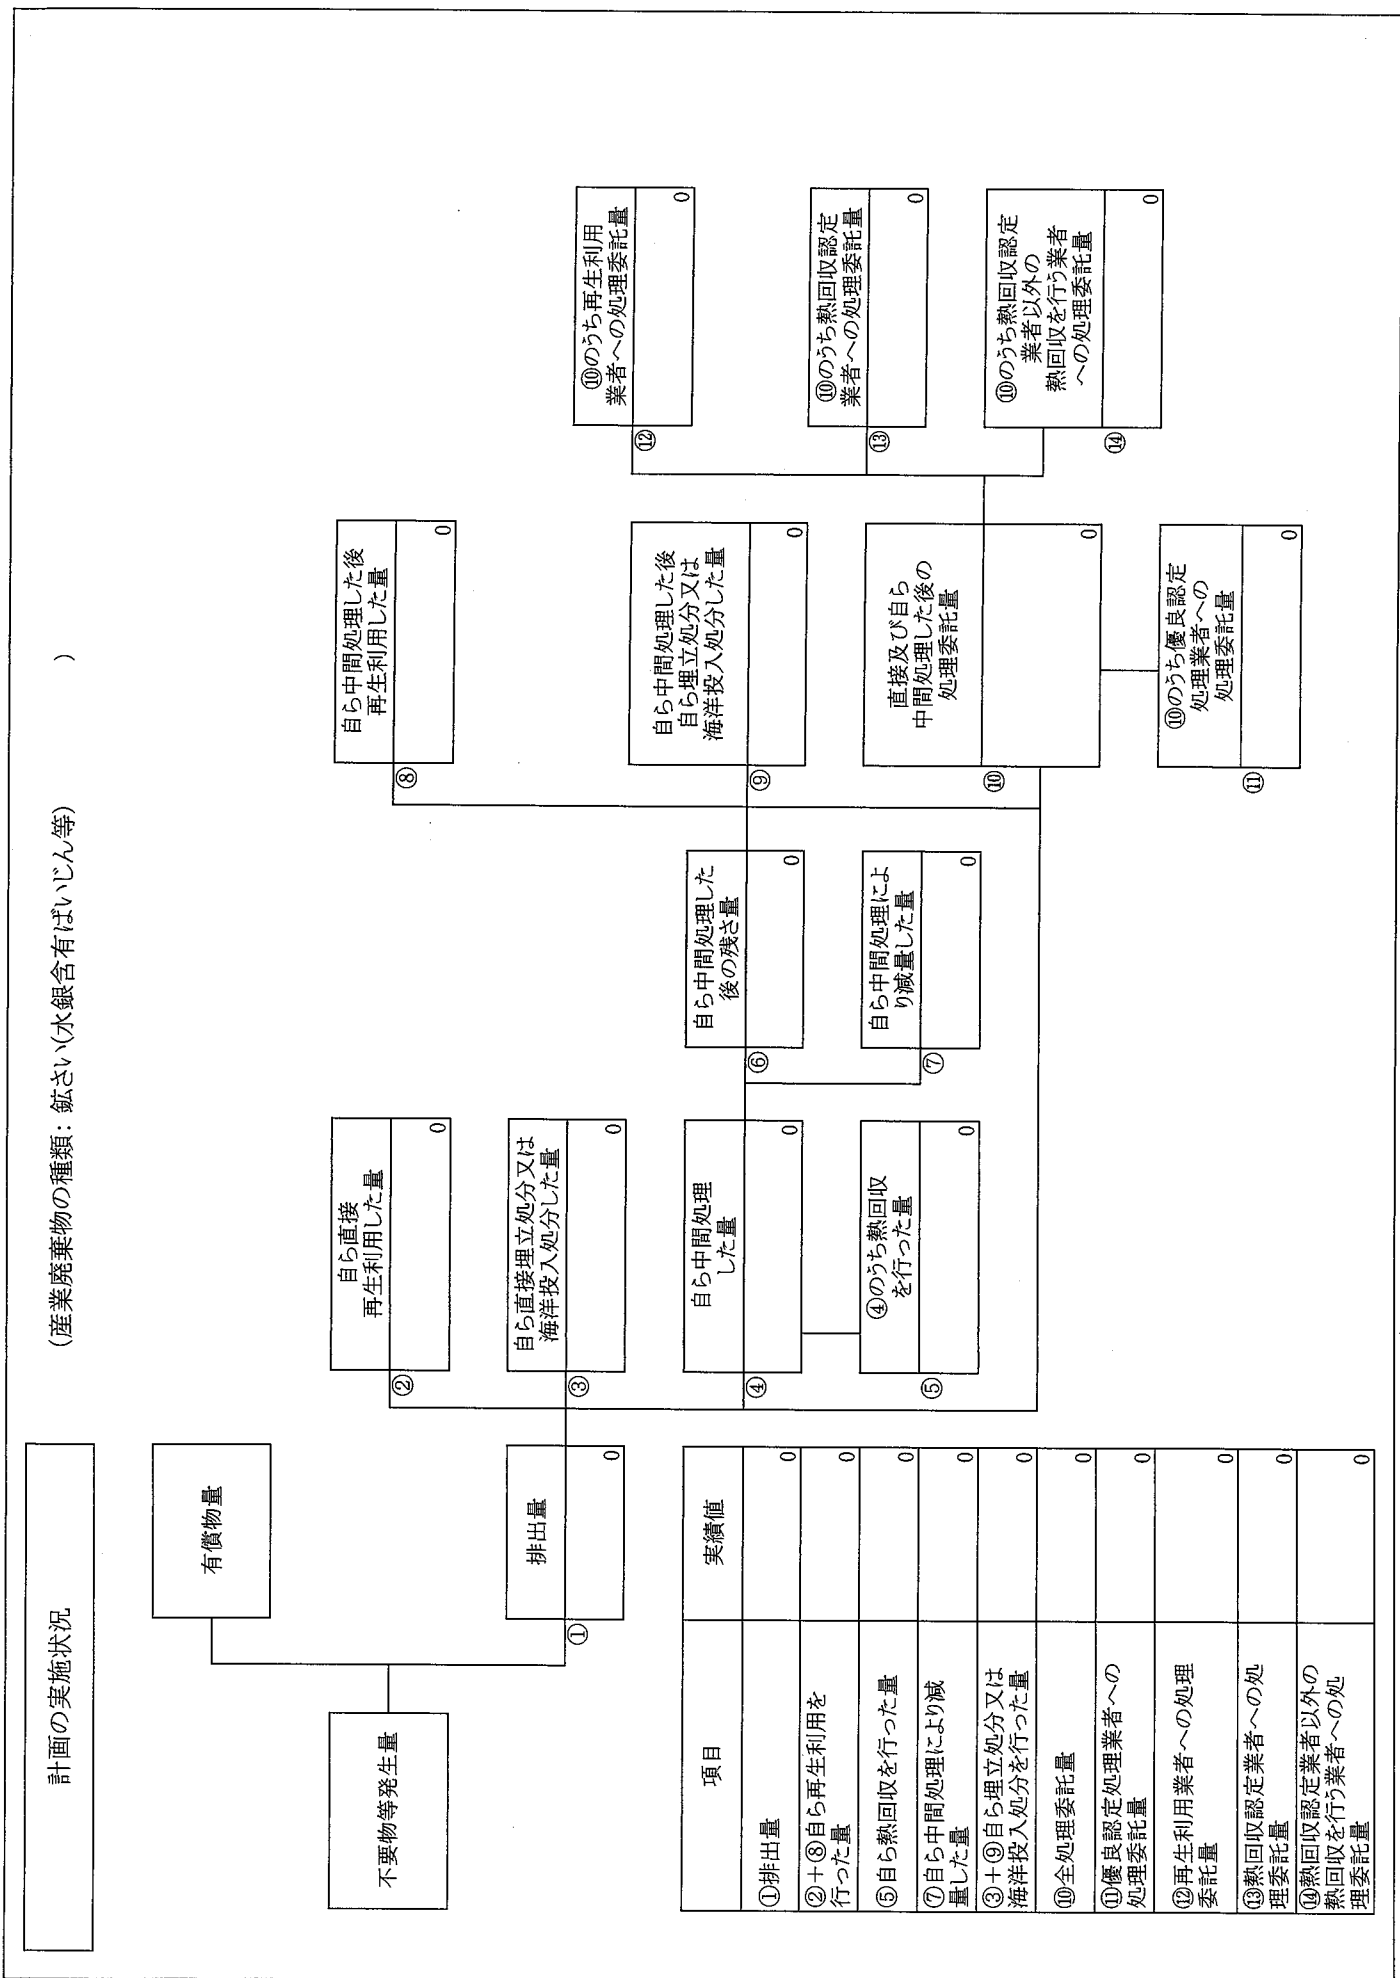 計画の実施状況
（産業廃棄物の種類： 鉱さい(水銀含有ばいじん等) ）
不要物等発生量
有償物量
①
排出量
0
②
自ら直接
再生利用した量
0
③
自ら直接埋立処分又は
海洋投入処分した量
0
④
自ら中間処理
した量
0
⑤
④のうち熱回収
を行った量
0
⑥
自ら中間処理した
後の残さ量
0
⑦
自ら中間処理によ
り減量した量
0
⑧
自ら中間処理した後
再生利用した量
0
⑨
自ら中間処理した後
自ら埋立処分又は
海洋投入処分した量
0
⑩
直接及び自ら
中間処理した後の
処理委託量
0
⑪
⑩のうち優良認定
処理業者への
処理委託量
0
⑫
⑩のうち再生利用
業者への処理委託量
0
⑬
⑩のうち熱回収認定
業者への処理委託量
0
⑭
⑩のうち熱回収認定
業者以外の
熱回収を行う業者
への処理委託量
0
項目 実績値
①排出量 0
②＋⑧自ら再生利用を
行った量 0
⑤自ら熱回収を行った量 0
⑦自ら中間処理により減
量した量 0
③＋⑨自ら埋立処分又は
海洋投入処分を行った量 0
⑩全処理委託量 0
⑪優良認定処理業者への
処理委託量 0
⑫再生利用業者への処理
委託量 0
⑬熱回収認定業者への処
理委託量 0
⑭熱回収認定業者以外の
熱回収を行う業者への処
理委託量 0